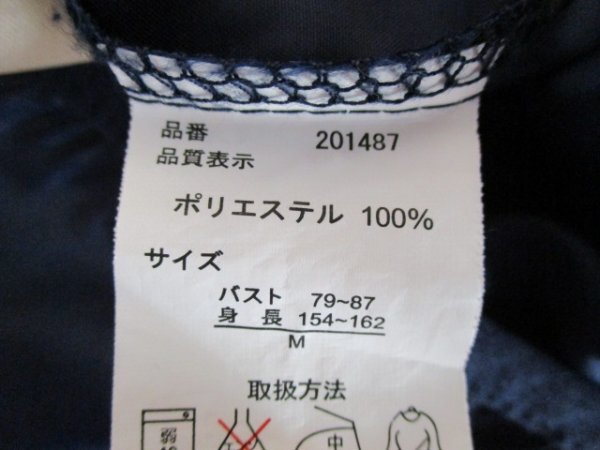 品番 201487
品質表示
ポリエステル 100%
サイズ
バスト 79~87
身長 154~162
M
取扱方法
弱
中